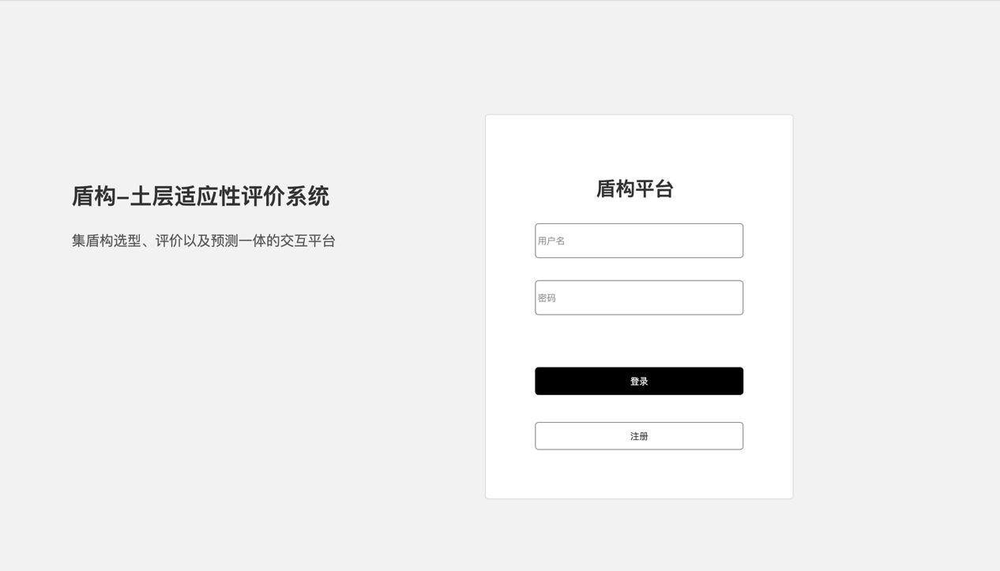 盾构–土层适应性评价系统
集盾构选型、评价以及预测一体的交互平台
盾构平台
用户名
密码
登录
注册